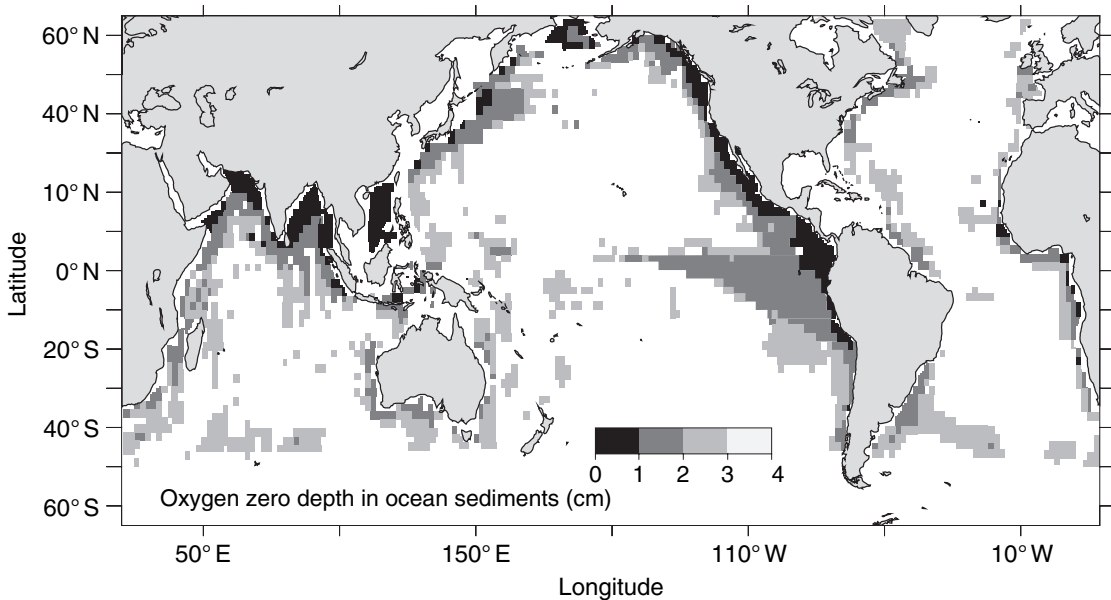 60° N
40° N
10° N
0° N
20° S
40° S
60° S
Latitude
0 1 2 3 4
Oxygen zero depth in ocean sediments (cm)
50° E 150° E 110° W 10° W
Longitude